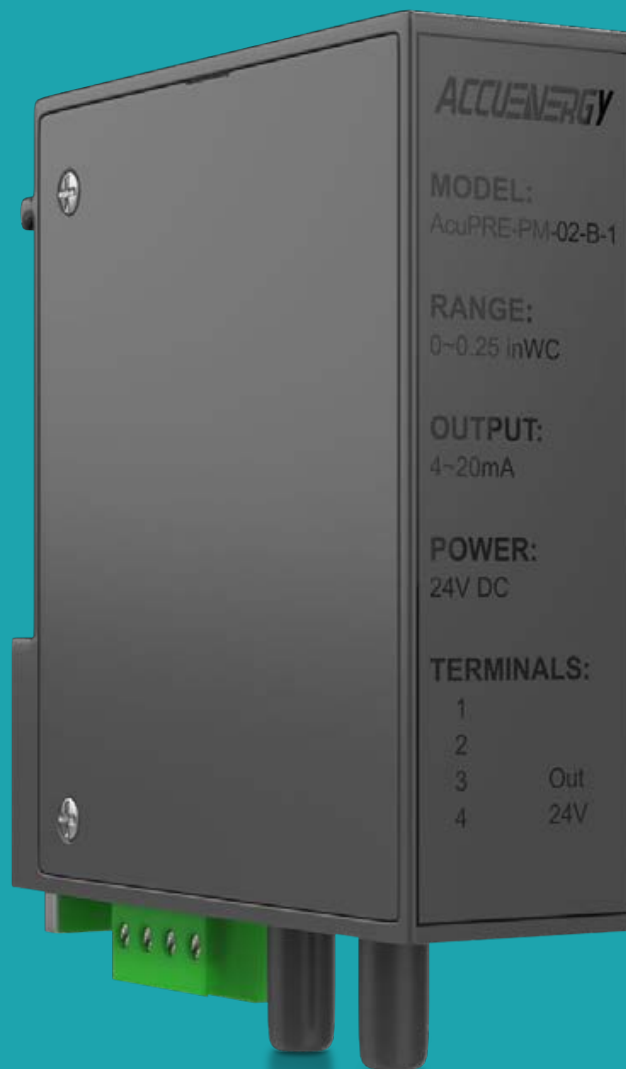 ACCUENERGY
MODEL:
AcuPRE-PM-02-B-1
RANGE:
0~0.25 inWC
OUTPUT:
4~20mA
POWER:
24V DC
TERMINALS:
1
2
3 Out
4 24V